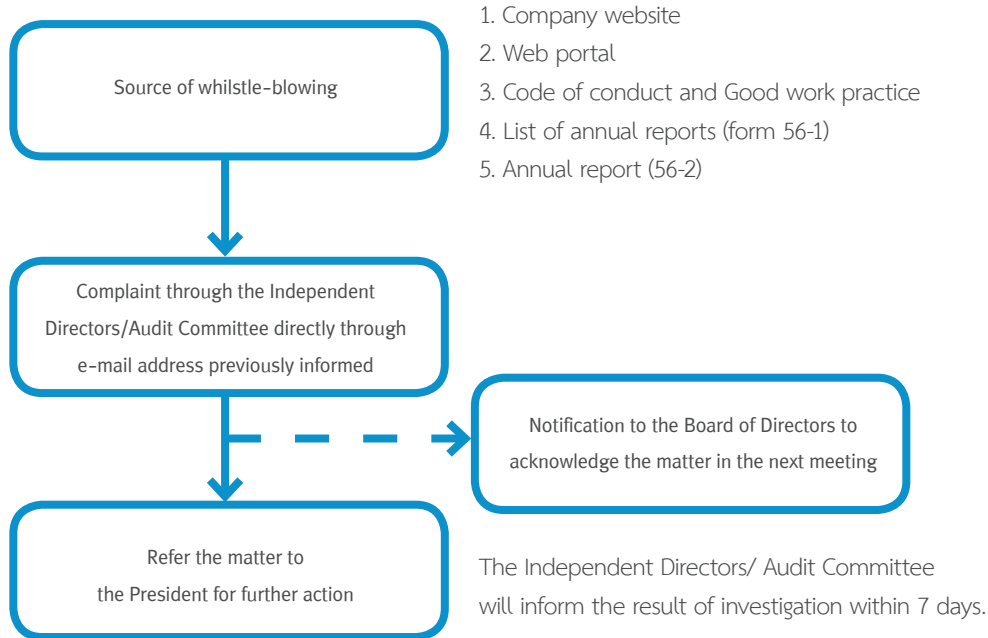 Source of whilstle-blowing
1. Company website
2. Web portal
3. Code of conduct and Good work practice
4. List of annual reports (form 56-1)
5. Annual report (56-2)
Complaint through the Independent
Directors/Audit Committee directly through
e-mail address previously informed
Notification to the Board of Directors to
acknowledge the matter in the next meeting
Refer the matter to
the President for further action
The Independent Directors/ Audit Committee
will inform the result of investigation within 7 days.